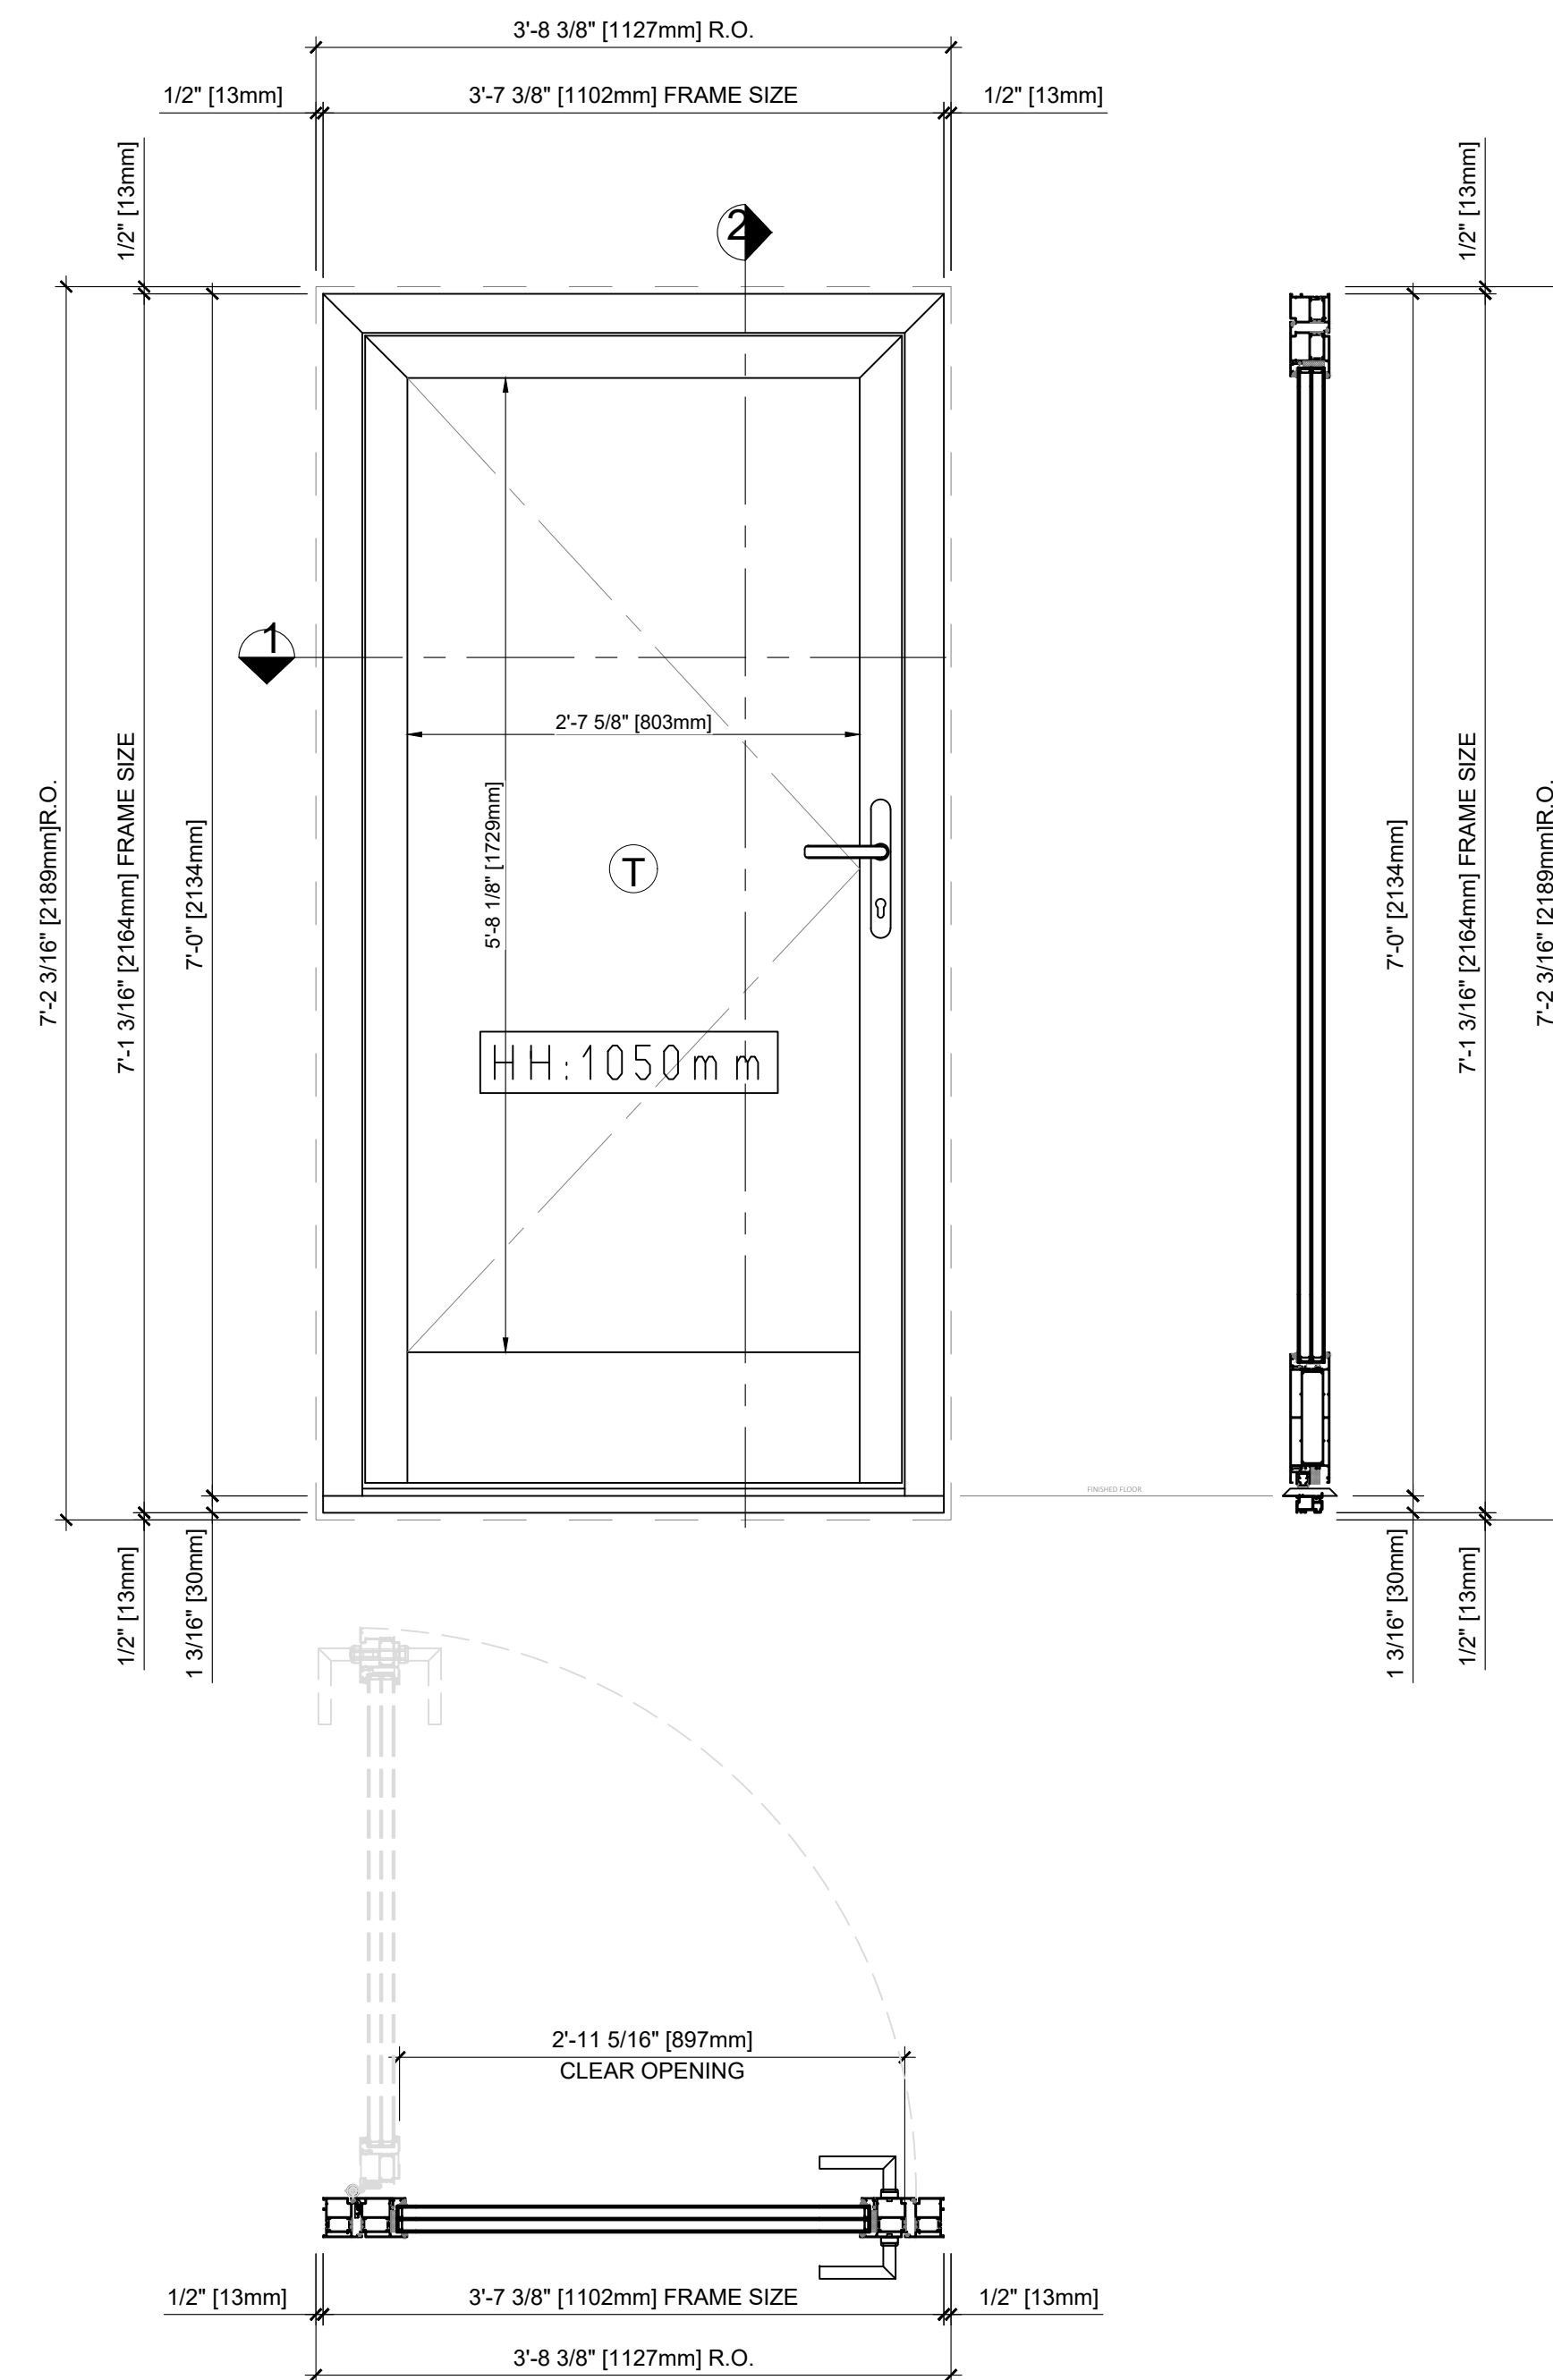 3'-8 3/8" [1127mm] R.O.
1/2" [13mm]
3'-7 3/8" [1102mm] FRAME SIZE
1/2" [13mm]
1/2" [13mm]
1/2" [13mm]
2
1
7'-2 3/16" [2189mm]R.O.
7'-1 3/16" [2164mm] FRAME SIZE
7'-0" [2134mm]
2'-7 5/8" [803mm]
5'-8 1/8" [1729mm]
T
HH:1050mm
7'-0" [2134mm]
7'-1 3/16" [2164mm] FRAME SIZE
7'-2 3/16" [2189mm]R.O.
FINISHED FLOOR
1/2" [13mm]
1 3/16" [30mm]
1 3/16" [30mm]
1/2" [13mm]
2'-11 5/16" [897mm]
CLEAR OPENING
1/2" [13mm]
3'-7 3/8" [1102mm] FRAME SIZE
1/2" [13mm]
3'-8 3/8" [1127mm] R.O.